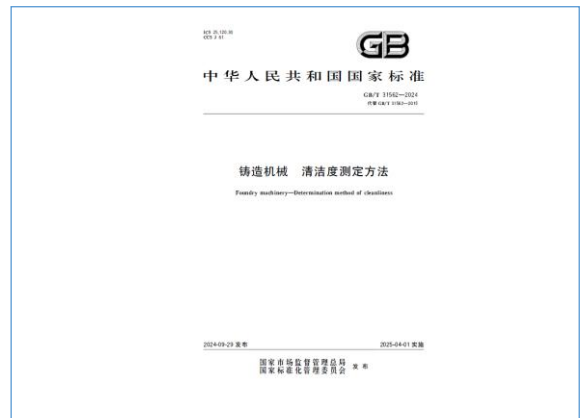 GB
中华人民共和国国家标准
GB/T 31562—2024
铸造机械 清洁度测定方法
Foundry machinery—Determination method of cleanliness
2024-09-29 发布
2025-04-01 实施
国家市场监督管理总局
国家标准化管理委员会
发布